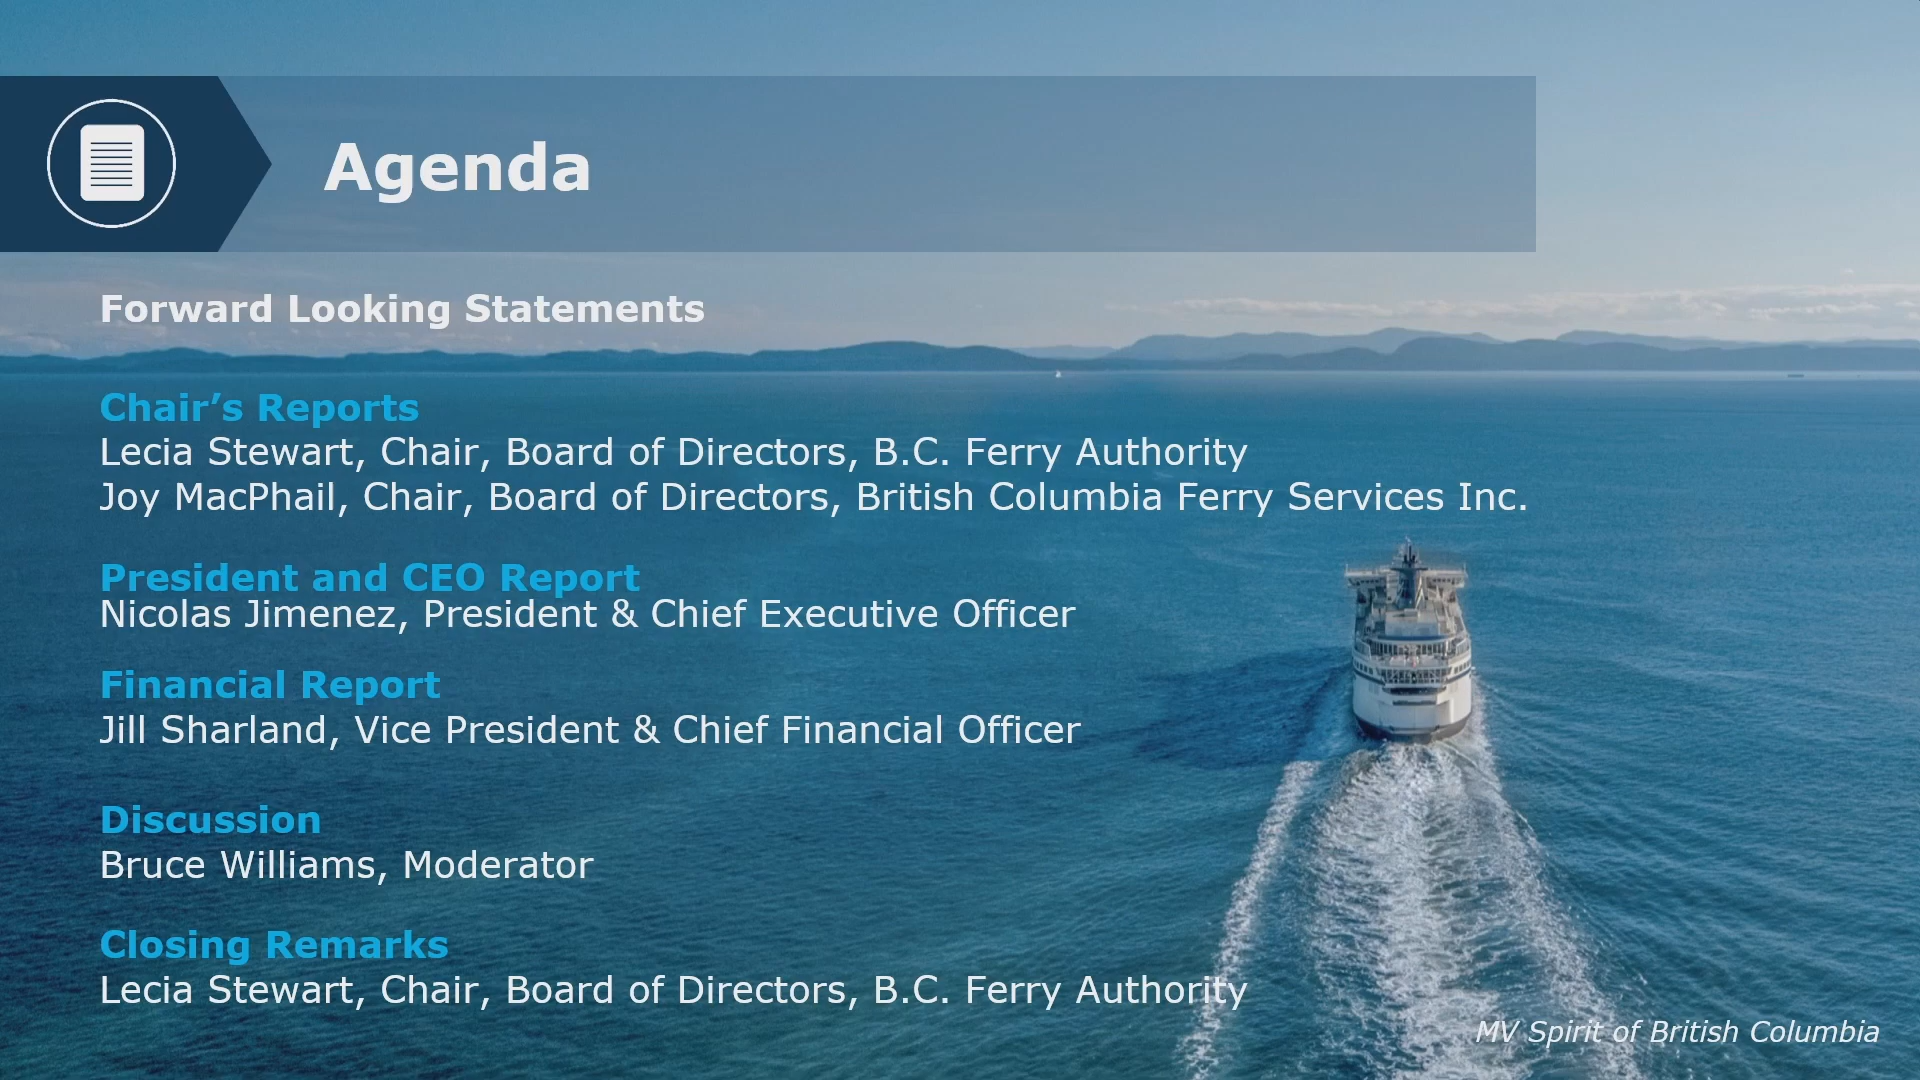 Agenda
Forward Looking Statements
Chair’s Reports
Lecia Stewart, Chair, Board of Directors, B.C. Ferry Authority
Joy MacPhail, Chair, Board of Directors, British Columbia Ferry Services Inc.
President and CEO Report
Nicolas Jimenez, President & Chief Executive Officer
Financial Report
Jill Sharland, Vice President & Chief Financial Officer
Discussion
Bruce Williams, Moderator
Closing Remarks
Lecia Stewart, Chair, Board of Directors, B.C. Ferry Authority
MV Spirit of British Columbia